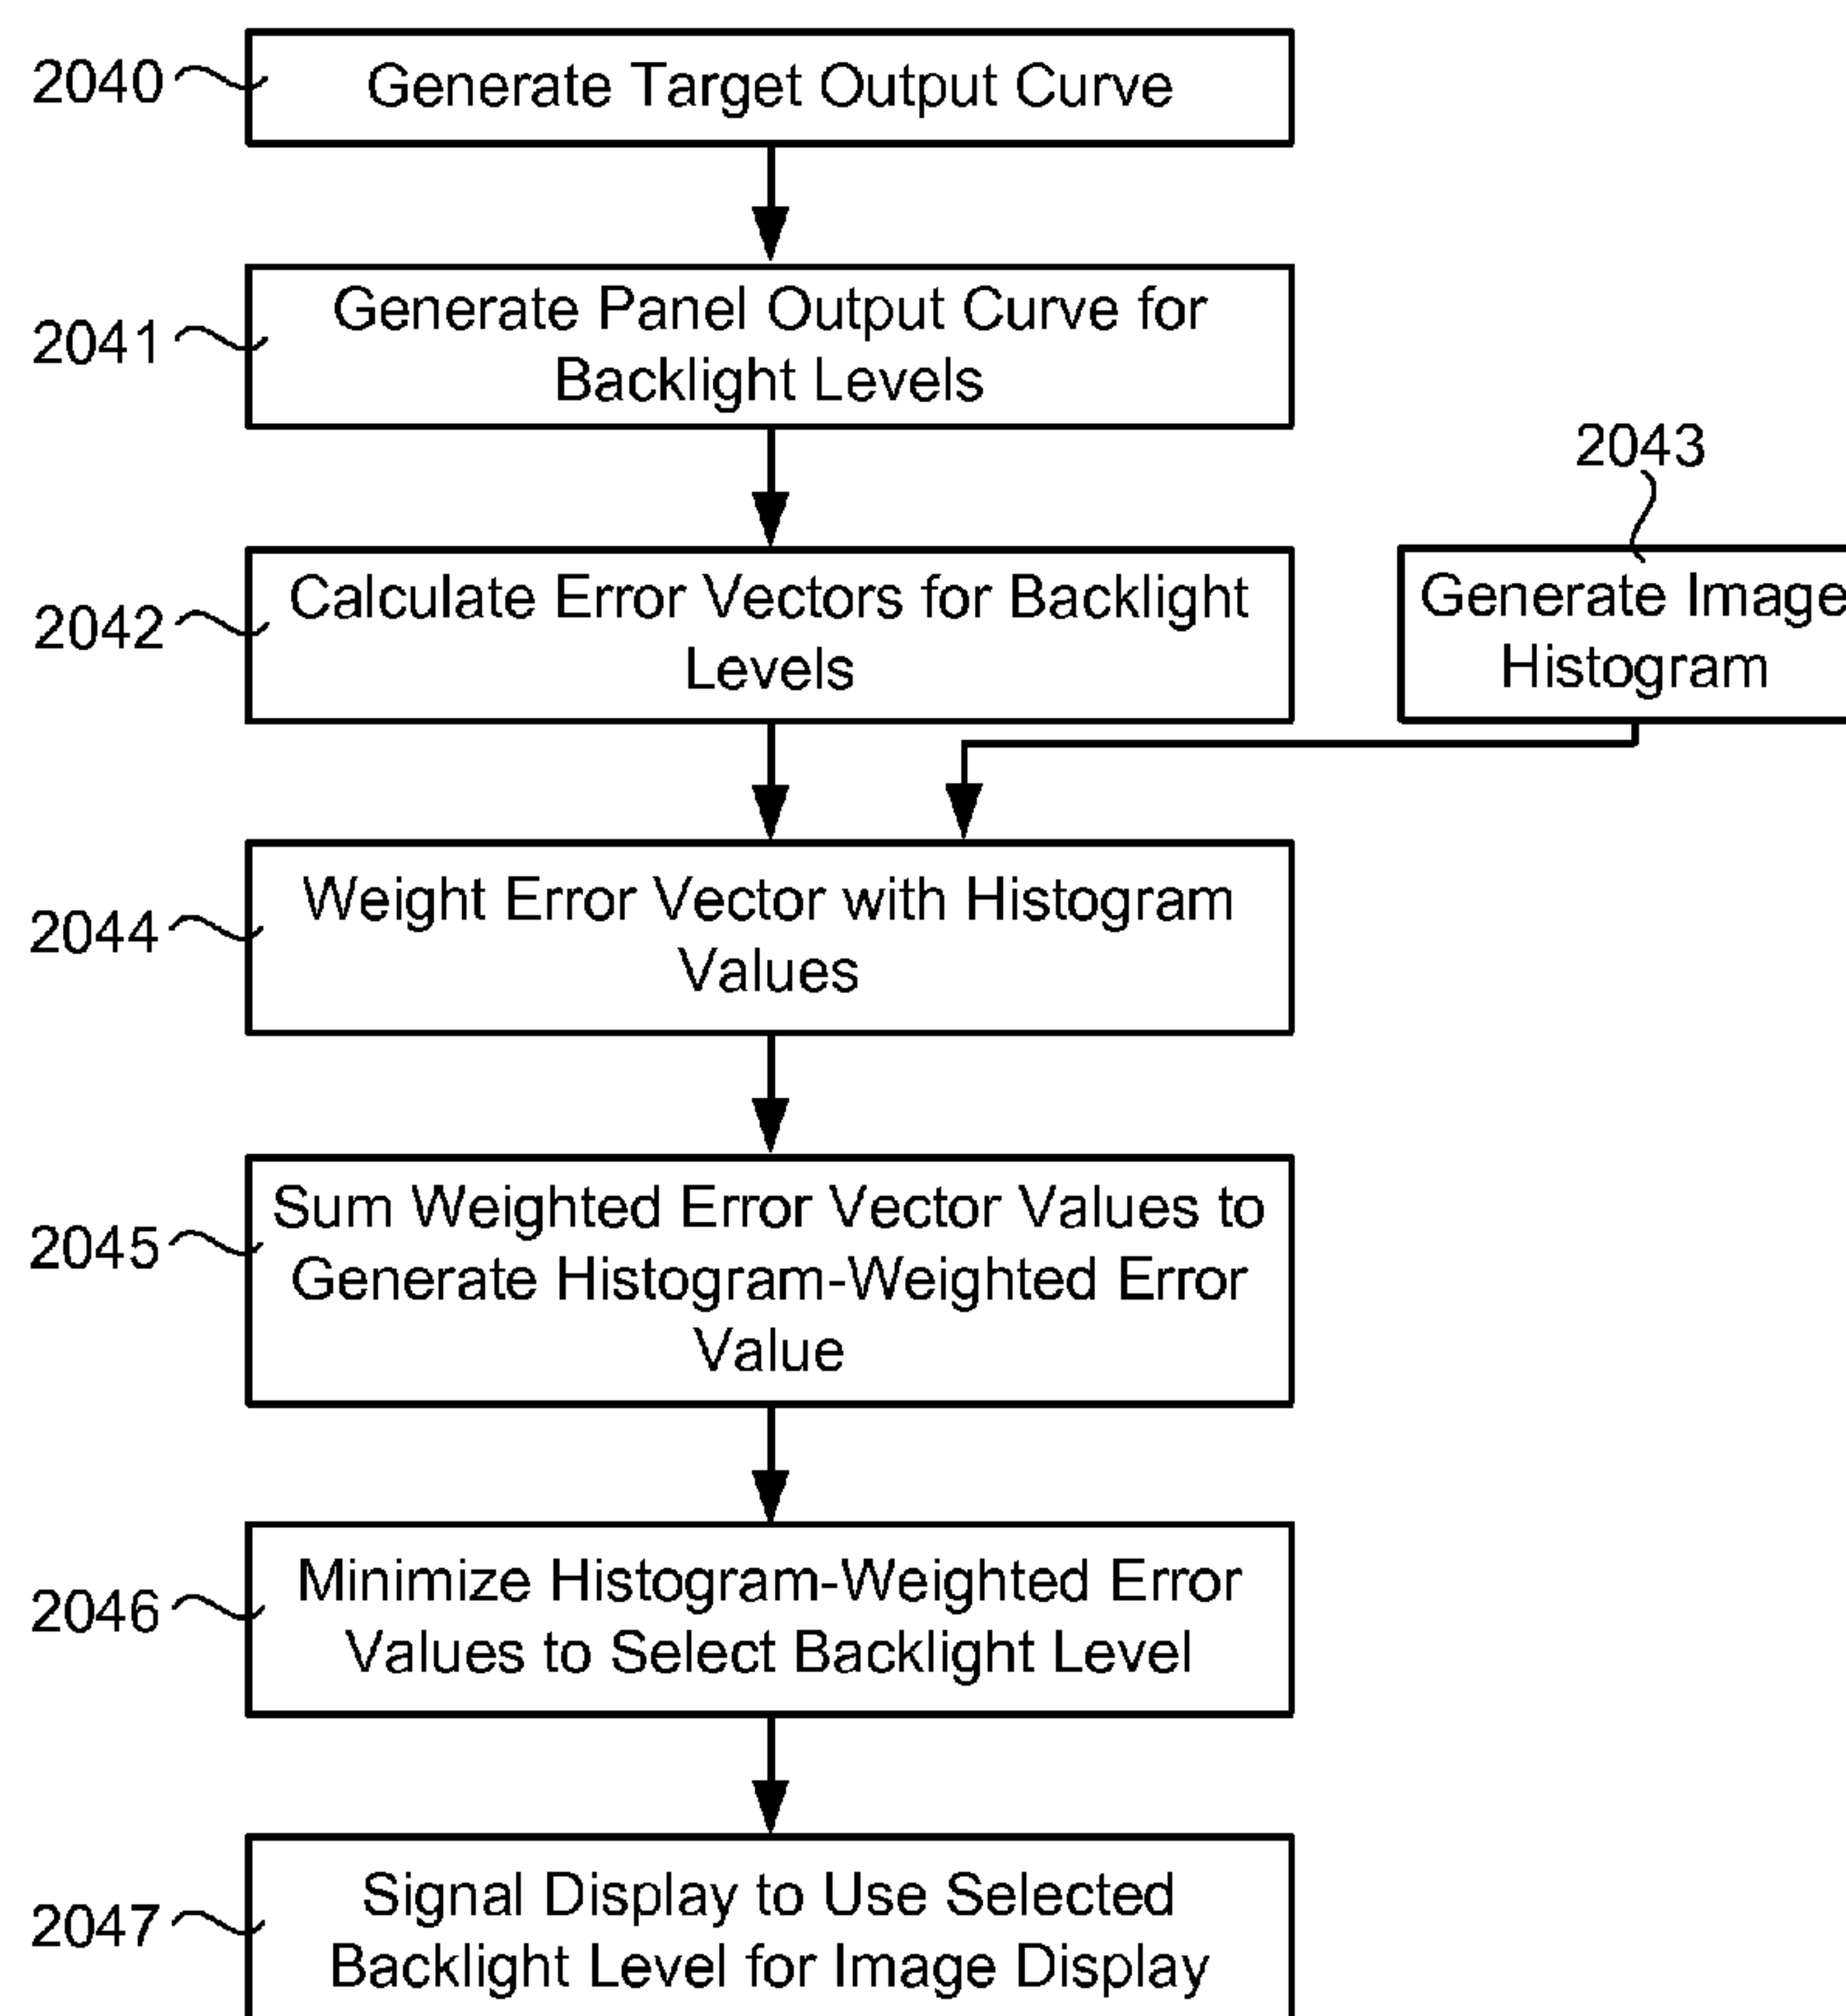 2040
Generate Target Output Curve
2041
Generate Panel Output Curve for
Backlight Levels
2042
Calculate Error Vectors for Backlight
Levels
2043
Generate Image
Histogram
2044
Weight Error Vector with Histogram
Values
2045
Sum Weighted Error Vector Values to
Generate Histogram-Weighted Error
Value
2046
Minimize Histogram-Weighted Error
Values to Select Backlight Level
2047
Signal Display to Use Selected
Backlight Level for Image Display